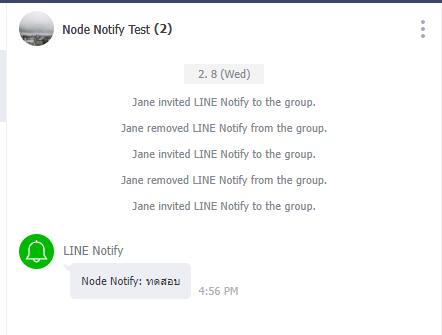 Node Notify Test (2)
2. 8 (Wed)
Jane invited LINE Notify to the group.
Jane removed LINE Notify from the group.
Jane invited LINE Notify to the group.
Jane removed LINE Notify from the group.
Jane invited LINE Notify to the group.
LINE Notify
Node Notify: ทดสอบ
4:56 PM